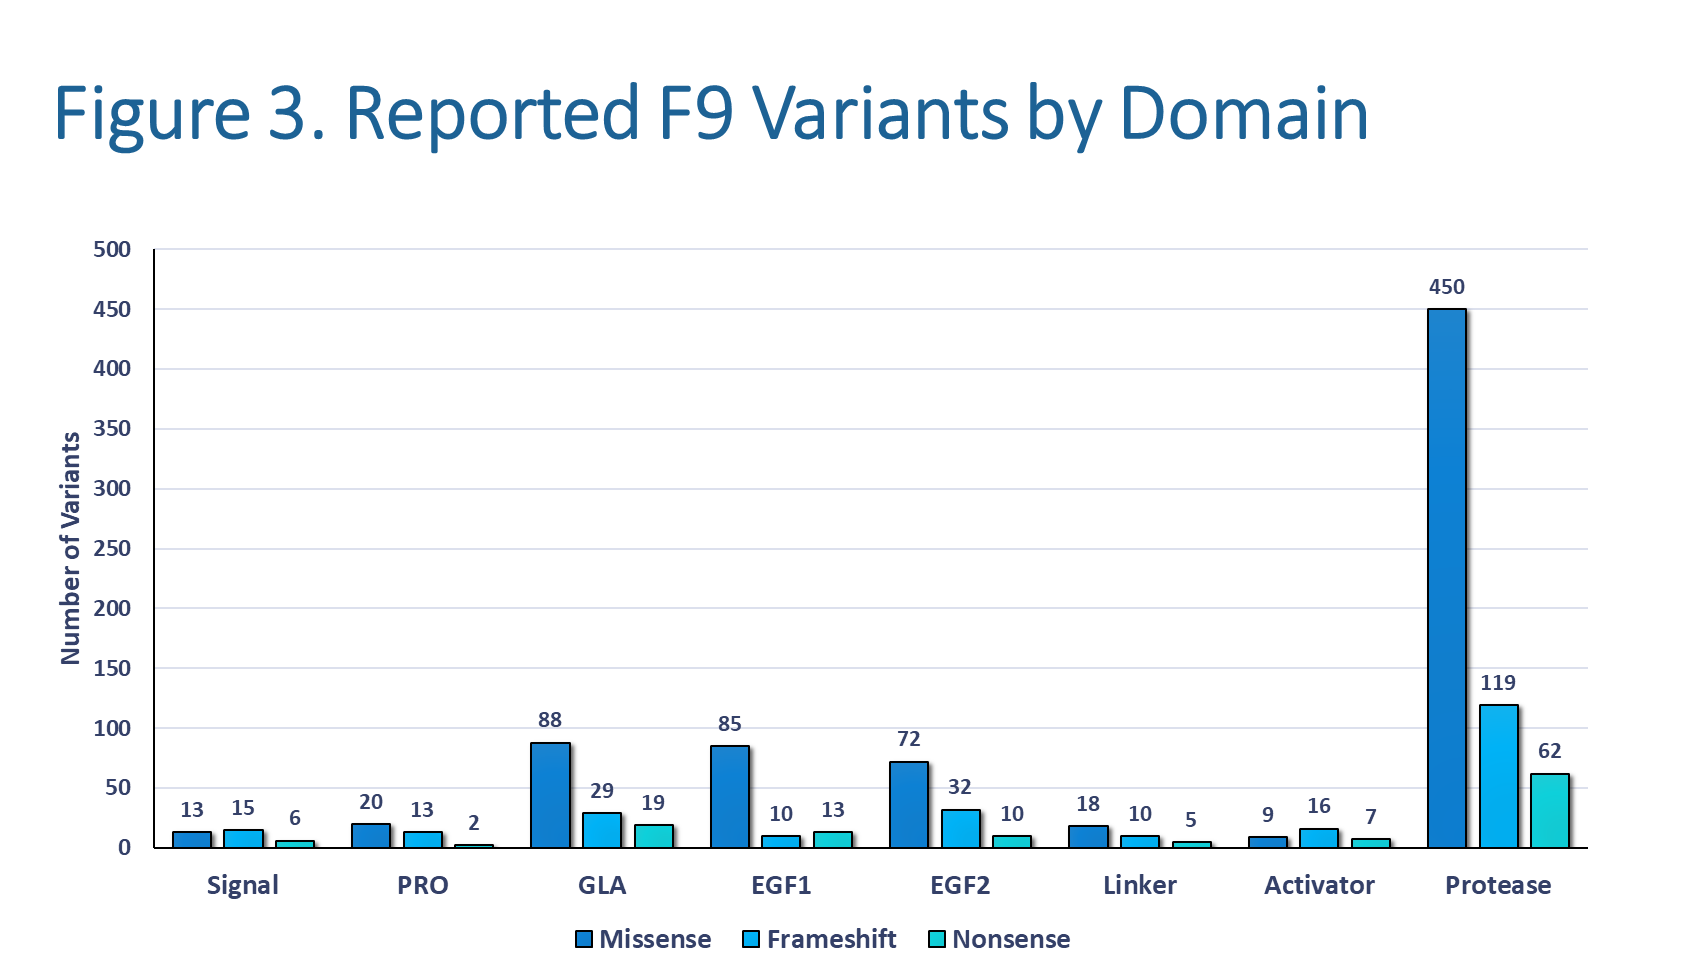 Figure 3. Reported F9 Variants by Domain
Number of Variants
500
450
400
350
300
250
200
150
100
50
0
13 15 6
20 13 2
88 29 19
85 10 13
72 32 10
18 10 5
9 16 7
450 119 62
Signal PRO GLA EGF1 EGF2 Linker Activator Protease
Missense Frameshift Nonsense